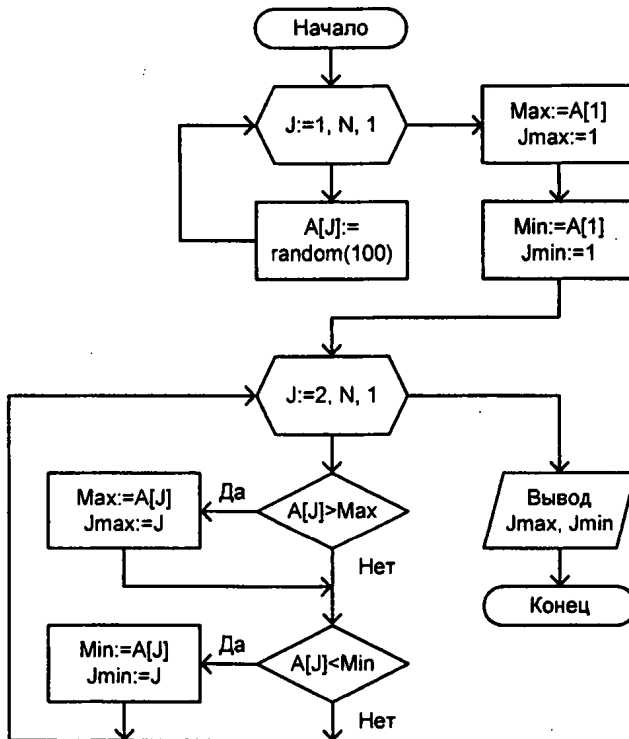 Начало
J:=1, N, 1
Max:=A[1]
Jmax:=1
A[J]:=
random(100)
Min:=A[1]
Jmin:=1
J:=2, N, 1
Max:=A[J]
Jmax:=J
Да
A[J]>Max
Вывод
Jmax, Jmin
Нет
Конец
Min:=A[J]
Jmin:=J
Да
A[J]<Min
Нет